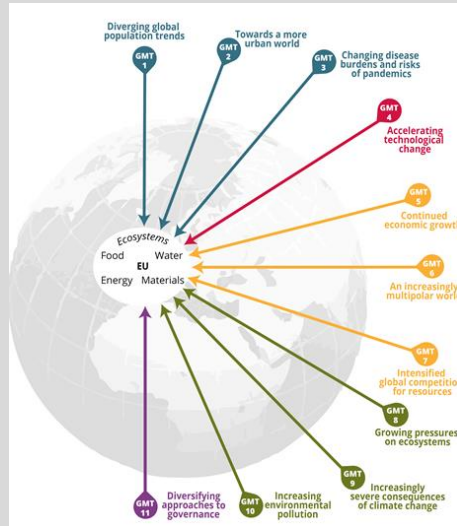 Diverging global
population trends
GMT
1
Towards a more
urban world
GMT
2
Changing disease
burdens and risks
of pandemics
GMT
3
GMT
4
Accelerating
technological
change
GMT
5
Continued
economic growth
GMT
6
An increasingly
multipolar world
GMT
7
Intensified
global competition
for resources
GMT
8
Growing pressures
on ecosystems
GMT
9
Increasingly
severe consequences
of climate change
GMT
10
Increasing
environmental
pollution
GMT
11
Diversifying
approaches to
governance
Ecosystems
Food Water
EU
Energy Materials